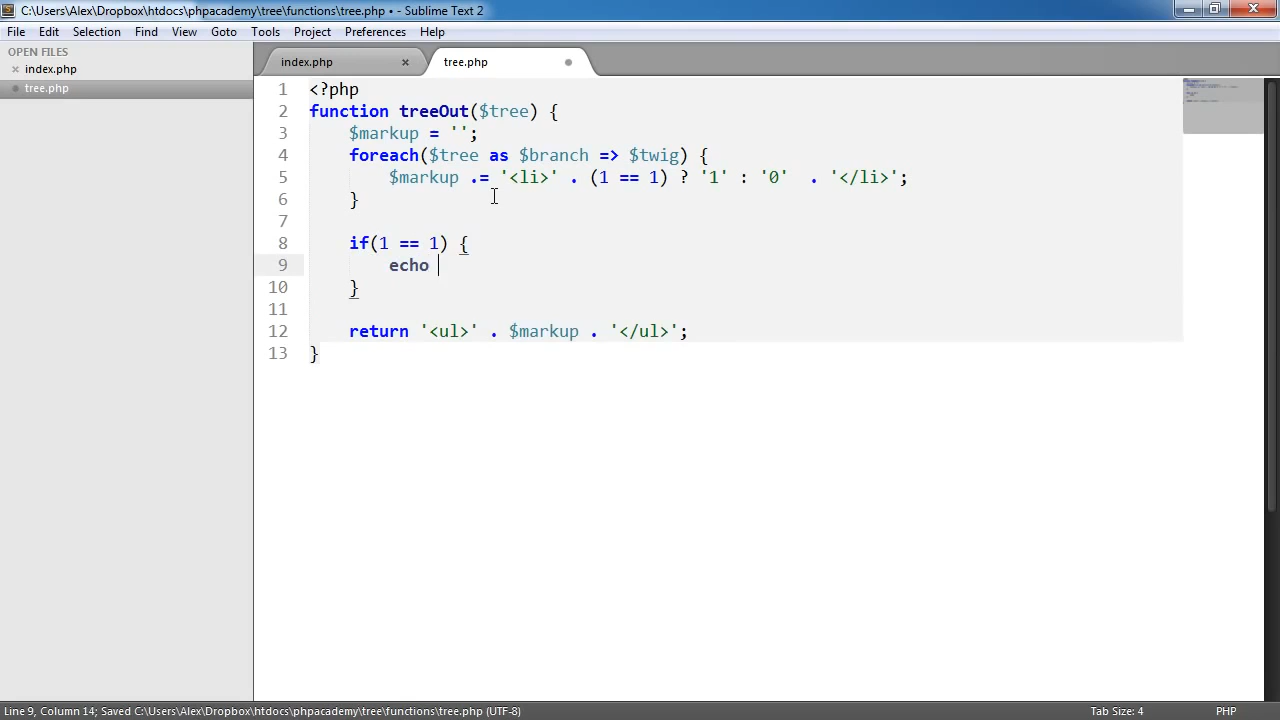 C:\Users\Alex\Dropbox\htdocs\phpacademy\tree\functions\tree.php • - Sublime Text 2
File Edit Selection Find View Goto Tools Project Preferences Help
OPEN FILES
index.php
tree.php
index.php tree.php
1 <?php
2 function treeOut($tree) {
3 $markup = '';
4 foreach($tree as $branch => $twig) {
5 $markup .= '<li>' . (1 == 1) ? '1' : '0' . '</li>';
6 }
7
8 if(1 == 1) {
9 echo
10 }
11
12 return '<ul>' . $markup . '</ul>';
13 }
Line 9, Column 14; Saved C:\Users\Alex\Dropbox\htdocs\phpacademy\tree\functions\tree.php (UTF-8) Tab Size: 4 PHP